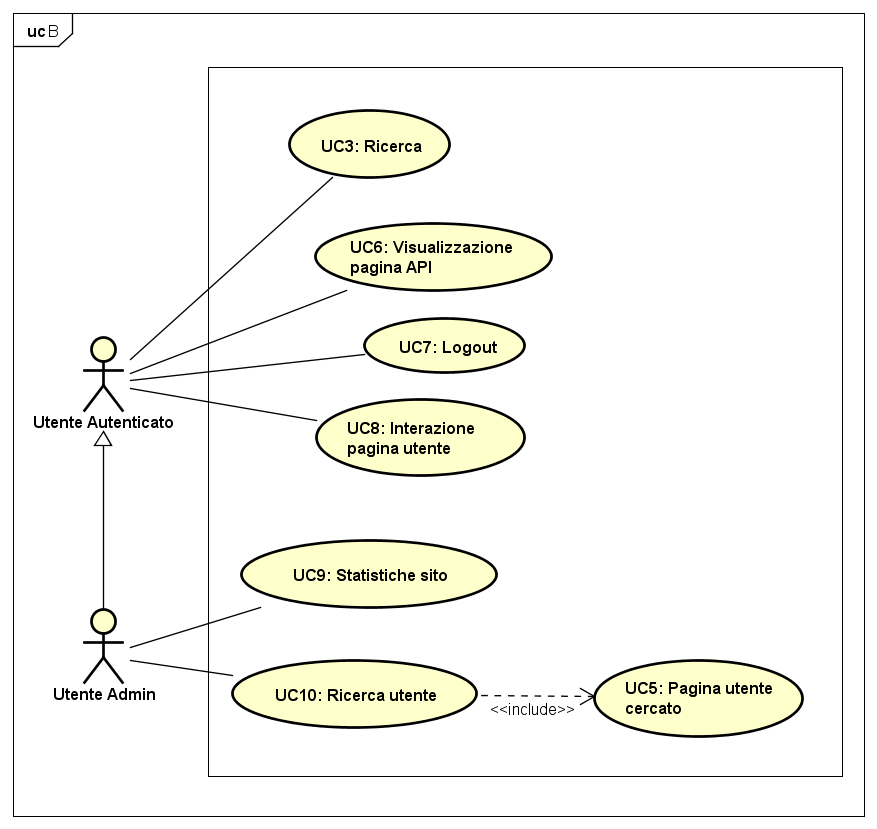 uc B
UC3: Ricerca
UC6: Visualizzazione
pagina API
UC7: Logout
Utente Autenticato
UC8: Interazione
pagina utente
UC9: Statistiche sito
Utente Admin
UC10: Ricerca utente
<<include>>
UC5: Pagina utente
cercato